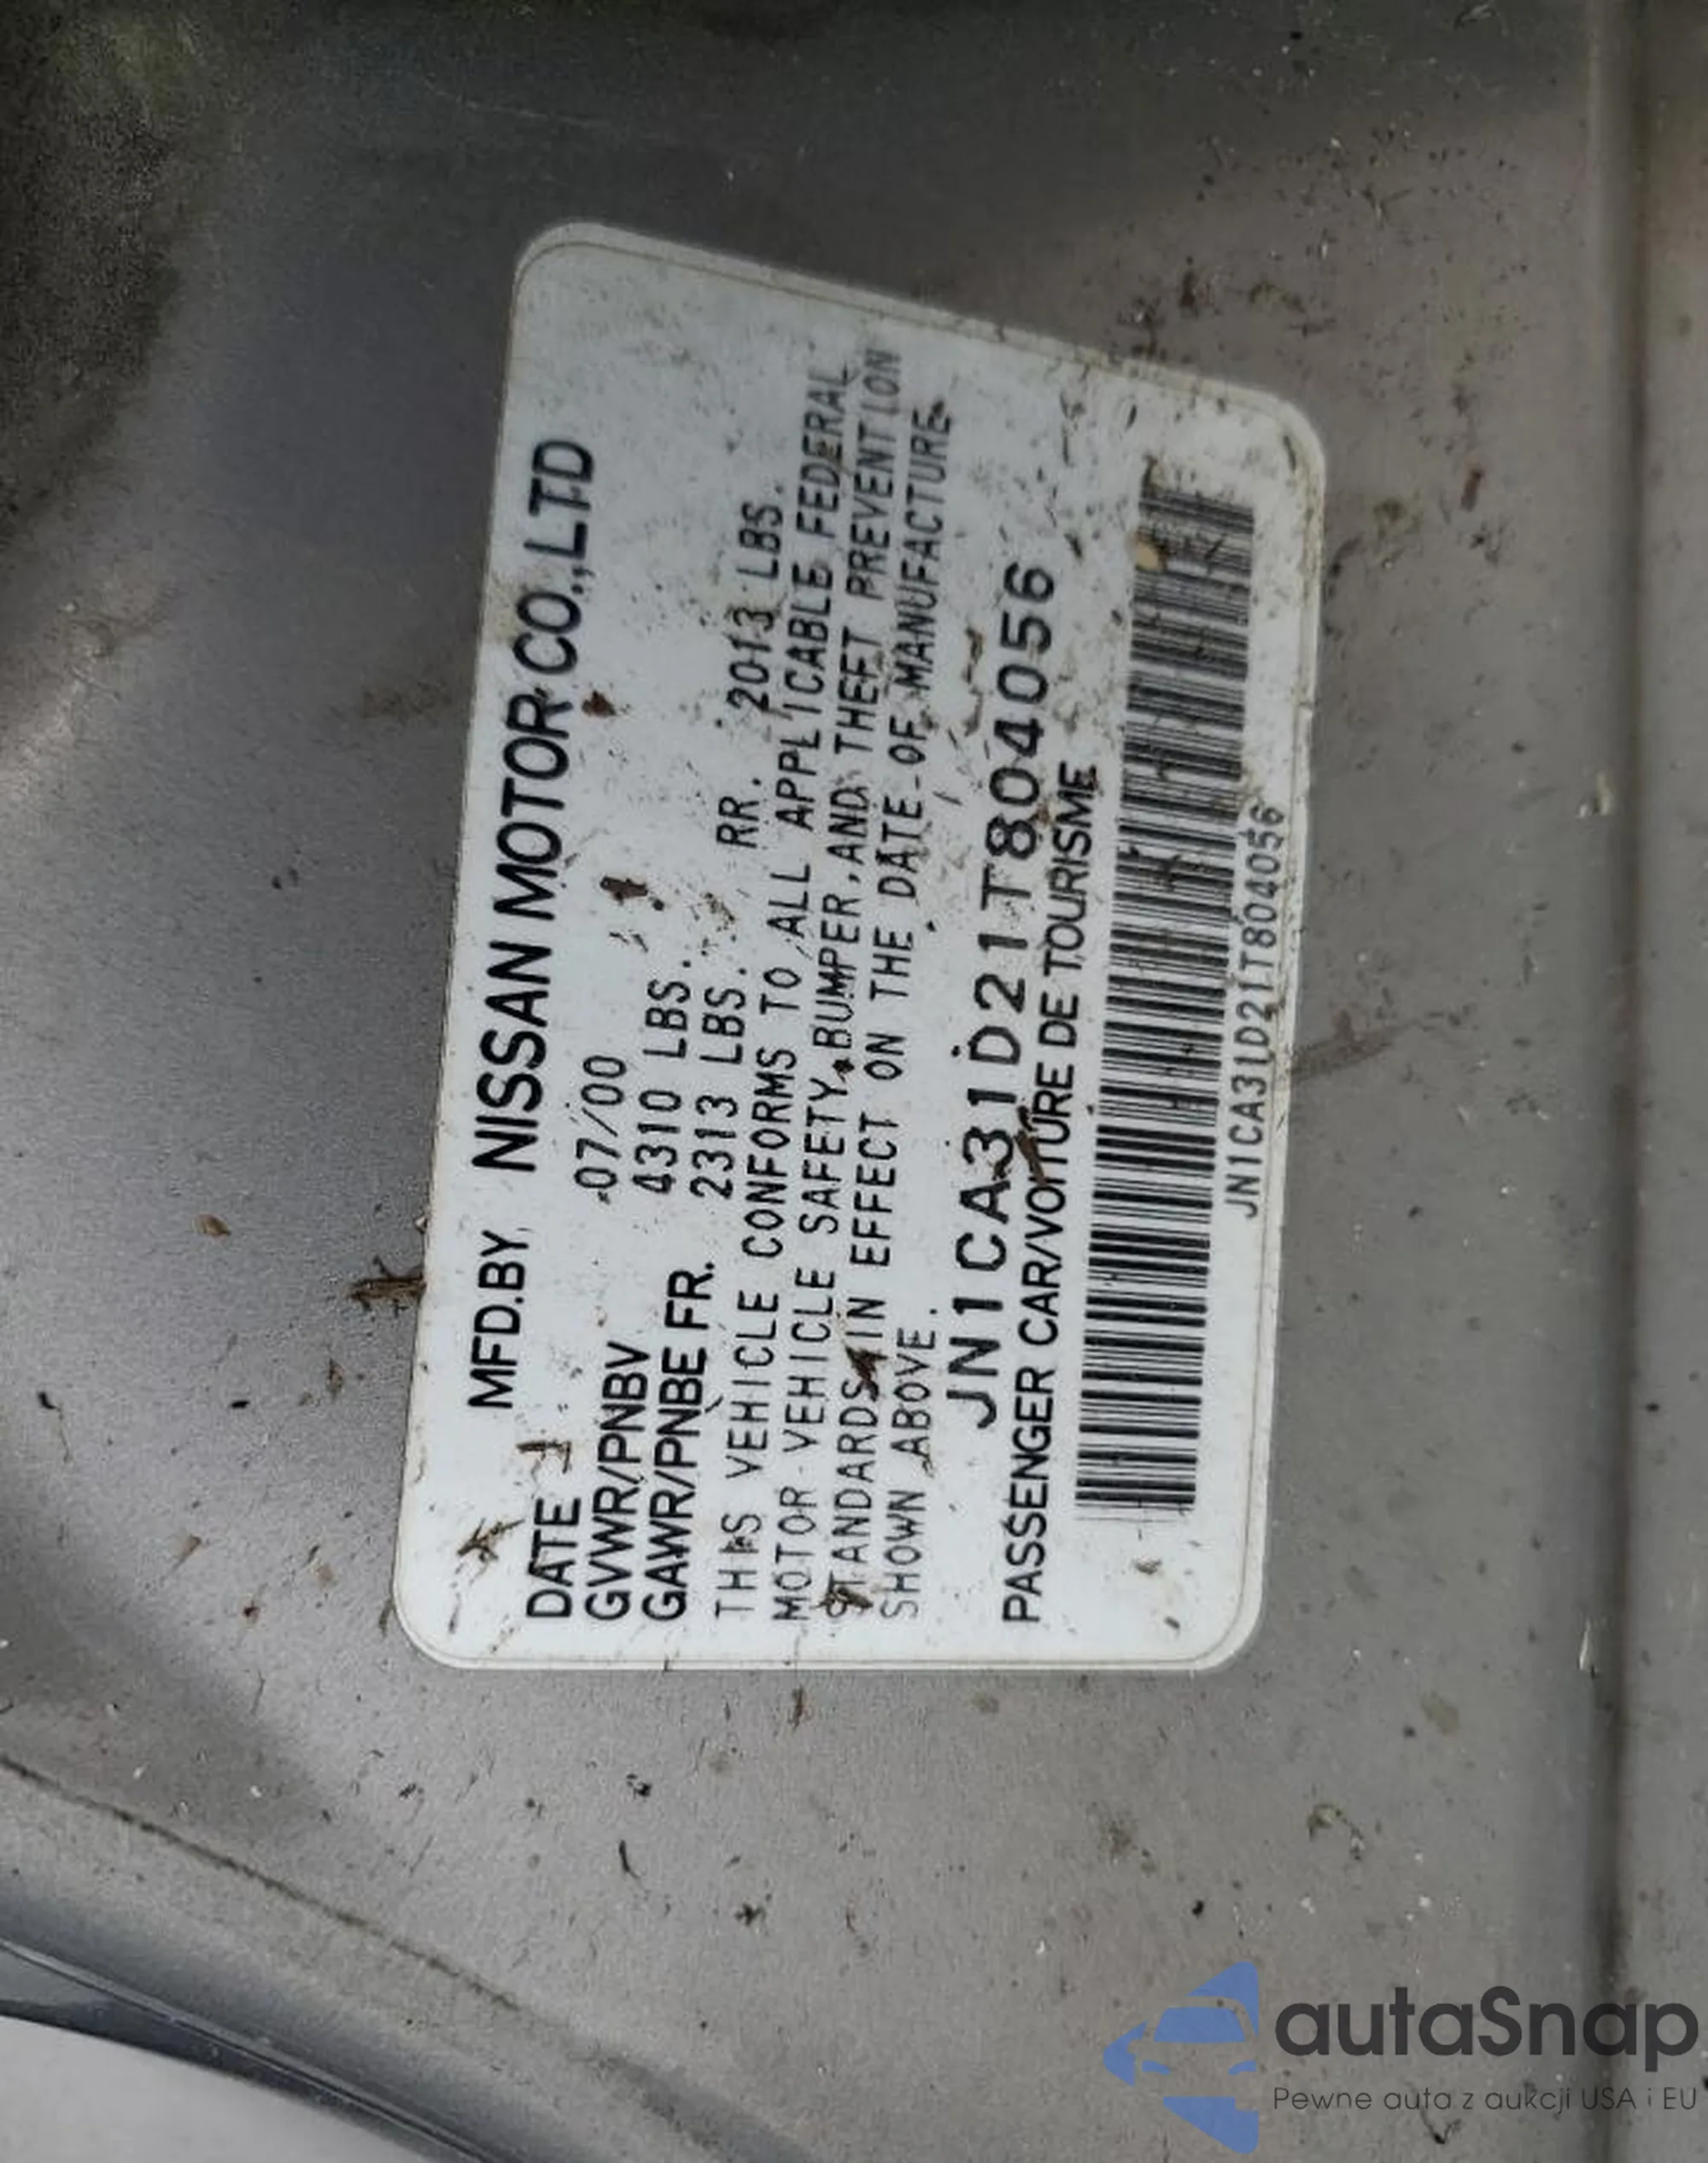 MFD.BY NISSAN MOTOR CO.,LTD
DATE 07/00
GVWR/PNBV 4310 LBS.
GAWR/PNBE FR. 2313 LBS. RR. 2013 LBS.
THIS VEHICLE CONFORMS TO ALL APPLICABLE FEDERAL
MOTOR VEHICLE SAFETY, BUMPER, AND THEFT PREVENTION
STANDARDS IN EFFECT ON THE DATE OF MANUFACTURE
SHOWN ABOVE.
JN1CA31D21T804056
PASSENGER CAR/VOITURE DE TOURISME
JN1CA31D21T804056
autaSnap
Pewne auta z aukcji USA i EU